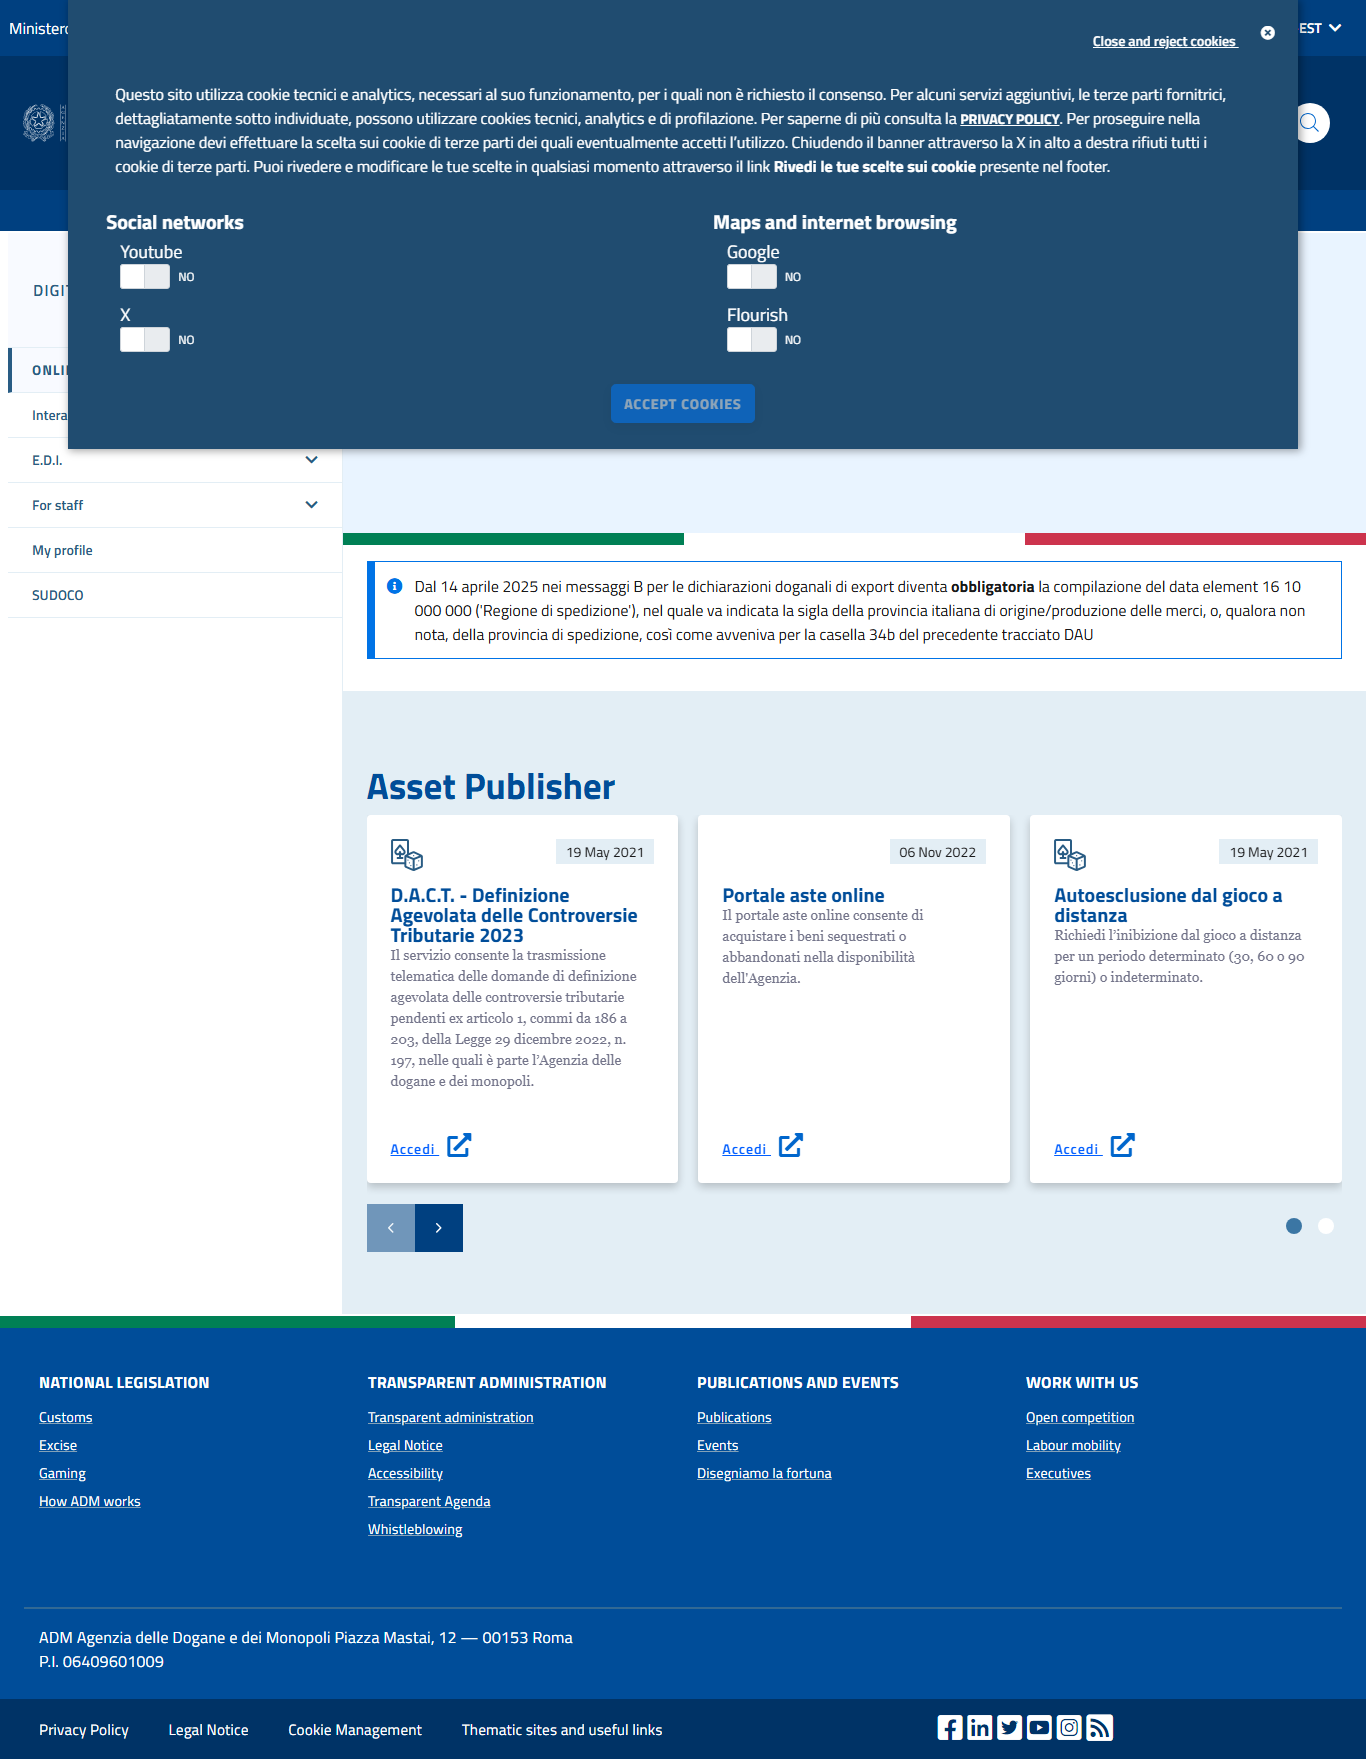 Ministero
EST
Close and reject cookies
Questo sito utilizza cookie tecnici e analytics, necessari al suo funzionamento, per i quali non è richiesto il consenso. Per alcuni servizi aggiuntivi, le terze parti fornitrici,
dettagliatamente sotto individuate, possono utilizzare cookies tecnici, analytics e di profilazione. Per saperne di più consulta la PRIVACY POLICY. Per proseguire nella
navigazione devi effettuare la scelta sui cookie di terze parti dei quali eventualmente accetti l’utilizzo. Chiudendo il banner attraverso la X in alto a destra rifiuti tutti i
cookie di terze parti. Puoi rivedere e modificare le tue scelte in qualsiasi momento attraverso il link Rivedi le tue scelte sui cookie presente nel footer.
Social networks
Youtube
NO
X
NO
Maps and internet browsing
Google
NO
Flourish
NO
ACCEPT COOKIES
DIGIT
ONLI
Intera
E.D.I.
For staff
My profile
SUDOCO
Dal 14 aprile 2025 nei messaggi B per le dichiarazioni doganali di export diventa obbligatoria la compilazione del data element 16 10
000 000 ('Regione di spedizione'), nel quale va indicata la sigla della provincia italiana di origine/produzione delle merci, o, qualora non
nota, della provincia di spedizione, così come avveniva per la casella 34b del precedente tracciato DAU
Asset Publisher
19 May 2021
D.A.C.T. - Definizione
Agevolata delle Controversie
Tributarie 2023
Il servizio consente la trasmissione
telematica delle domande di definizione
agevolata delle controversie tributarie
pendenti ex articolo 1, commi da 186 a
203, della Legge 29 dicembre 2022, n.
197, nelle quali è parte l’Agenzia delle
dogane e dei monopoli.
Accedi
06 Nov 2022
Portale aste online
Il portale aste online consente di
acquistare i beni sequestrati o
abbandonati nella disponibilità
dell'Agenzia.
Accedi
19 May 2021
Autoesclusione dal gioco a
distanza
Richiedi l’inibizione dal gioco a distanza
per un periodo determinato (30, 60 o 90
giorni) o indeterminato.
Accedi
NATIONAL LEGISLATION
Customs
Excise
Gaming
How ADM works
TRANSPARENT ADMINISTRATION
Transparent administration
Legal Notice
Accessibility
Transparent Agenda
Whistleblowing
PUBLICATIONS AND EVENTS
Publications
Events
Disegniamo la fortuna
WORK WITH US
Open competition
Labour mobility
Executives
ADM Agenzia delle Dogane e dei Monopoli Piazza Mastai, 12 — 00153 Roma
P.I. 06409601009
Privacy Policy
Legal Notice
Cookie Management
Thematic sites and useful links